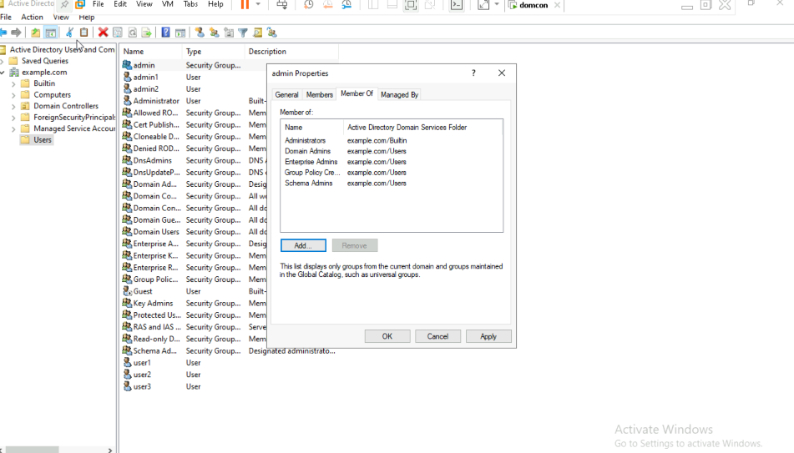 Active Directo File Edit View VM Tabs Help domcon
File Action View Help
Active Directory Users and Com
Saved Queries
example.com
Builtin
Computers
Domain Controllers
ForeignSecurityPrincipals
Managed Service Accour
Users
Name Type Description
admin Security Group...
admin1 User
admin2 User
Administrator User Built-
Allowed RO... Security Group... Mem
Cert Publish... Security Group... Mem
Cloneable D... Security Group... Mem
Denied ROD... Security Group... Mem
DnsAdmins Security Group... DNS
DnsUpdateP... Security Group... DNS
Domain Ad... Security Group... Desig
Domain Co... Security Group... All w
Domain Con... Security Group... All do
Domain Gue... Security Group... All do
Domain Users Security Group... All do
Enterprise A... Security Group... Desig
Enterprise K... Security Group... Mem
Enterprise R... Security Group... Mem
Group Polic... Security Group... Mem
Guest User Built-
Key Admins Security Group... Mem
Protected Us... Security Group... Mem
RAS and IAS ... Security Group... Serve
Read-only D... Security Group... Mem
Schema Ad... Security Group... Designated administrato...
user1 User
user2 User
user3 User
admin Properties ? X
General Members Member Of Managed By
Member of:
Name Active Directory Domain Services Folder
Administrators example.com/Builtin
Domain Admins example.com/Users
Enterprise Admins example.com/Users
Group Policy Cre... example.com/Users
Schema Admins example.com/Users
Add... Remove
This list displays only groups from the current domain and groups maintained
in the Global Catalog, such as universal groups.
OK Cancel Apply
Activate Windows
Go to Settings to activate Windows.